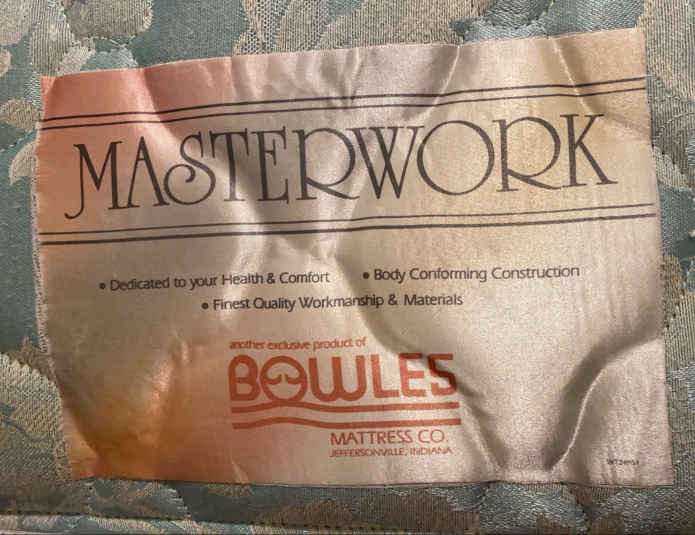 MASTERWORK
• Dedicated to your Health & Comfort • Body Conforming Construction
• Finest Quality Workmanship & Materials
another exclusive product of
BOWLES
MATTRESS CO.
JEFFERSONVILLE, INDIANA